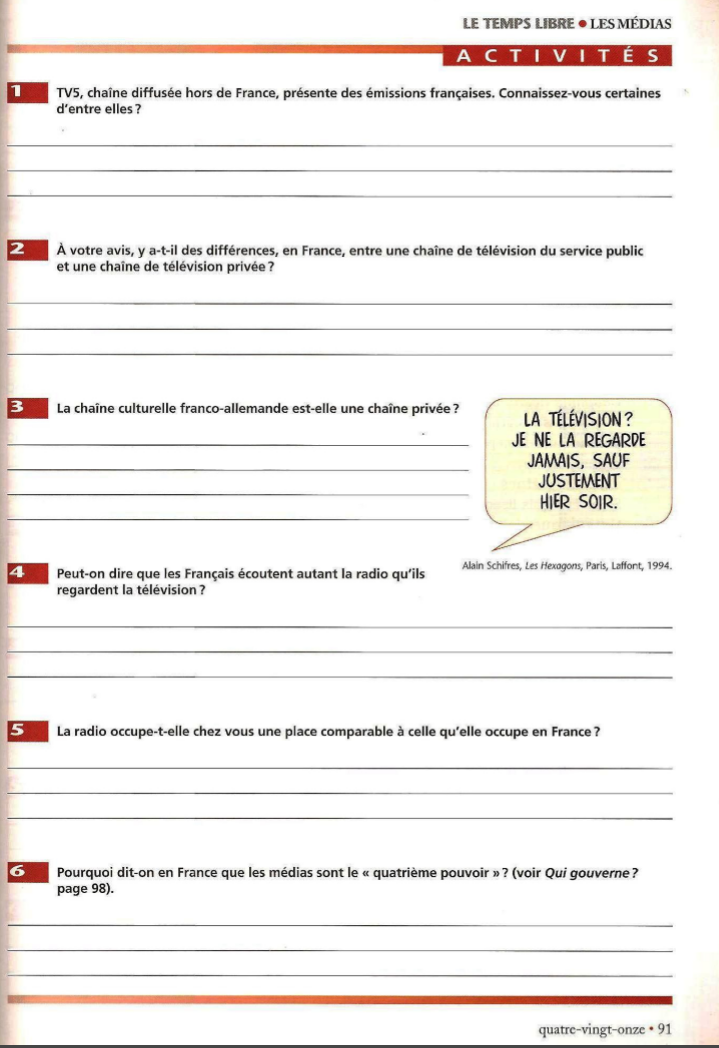 LE TEMPS LIBRE • LES MÉDIAS
ACTIVITÉS
1
TV5, chaîne diffusée hors de France, présente des émissions françaises. Connaissez-vous certaines
d'entre elles ?
2
À votre avis, y a-t-il des différences, en France, entre une chaîne de télévision du service public
et une chaîne de télévision privée ?
3
La chaîne culturelle franco-allemande est-elle une chaîne privée ?
LA TÉLÉVISION ?
JE NE LA REGARDE
JAMAIS, SAUF
JUSTEMENT
HIER SOIR.
Alain Schifres, Les Hexagons, Paris, Laffont, 1994.
4
Peut-on dire que les Français écoutent autant la radio qu'ils
regardent la télévision ?
5
La radio occupe-t-elle chez vous une place comparable à celle qu'elle occupe en France ?
6
Pourquoi dit-on en France que les médias sont le « quatrième pouvoir » ? (voir Qui gouverne ?
page 98).
quatre-vingt-onze • 91